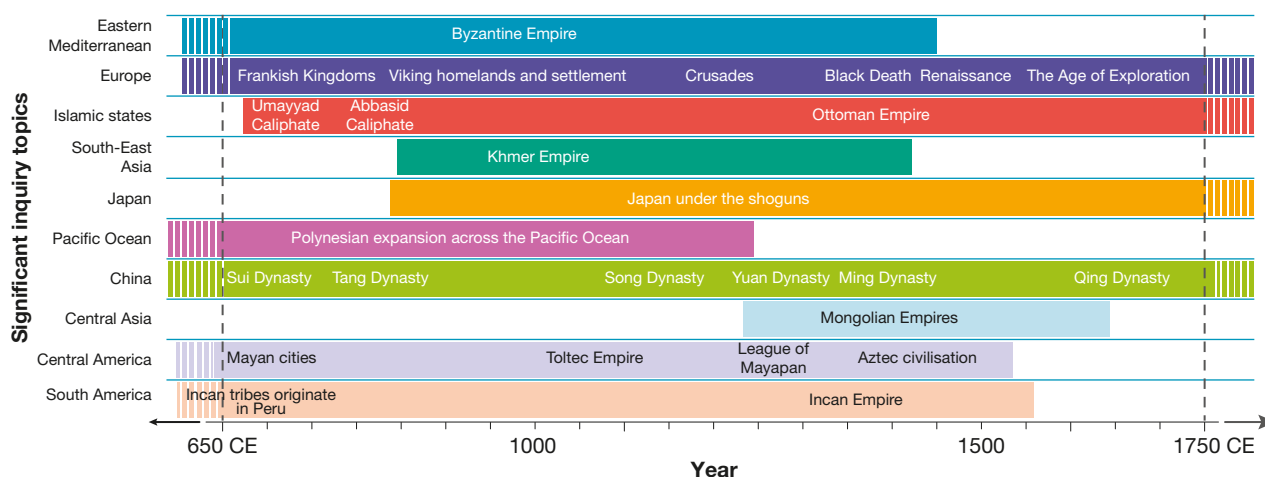 Significant inquiry topics
Eastern
Mediterranean
Byzantine Empire
Europe
Frankish Kingdoms
Viking homelands and settlement
Crusades
Black Death
Renaissance
The Age of Exploration
Islamic states
Umayyad
Caliphate
Abbasid
Caliphate
Ottoman Empire
South-East
Asia
Khmer Empire
Japan
Japan under the shoguns
Pacific Ocean
Polynesian expansion across the Pacific Ocean
China
Sui Dynasty
Tang Dynasty
Song Dynasty
Yuan Dynasty
Ming Dynasty
Qing Dynasty
Central Asia
Mongolian Empires
Central America
Mayan cities
Toltec Empire
League of
Mayapan
Aztec civilisation
South America
Incan tribes originate
in Peru
Incan Empire
650 CE
1000
1500
1750 CE
Year